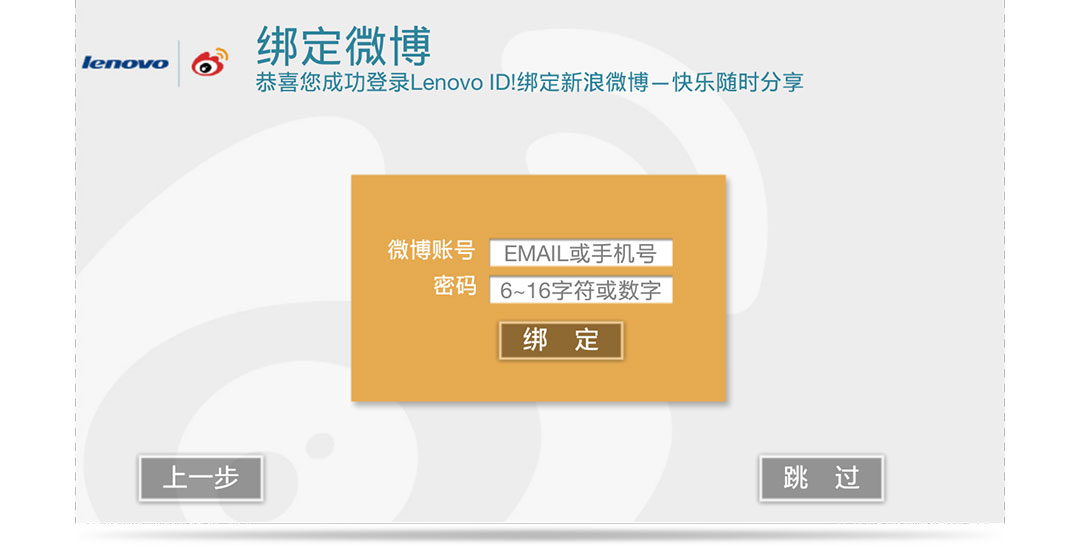 lenovo
绑定微博
恭喜您成功登录Lenovo ID!绑定新浪微博—快乐随时分享
微博账号 EMAIL或手机号
密码 6~16字符或数字
绑 定
上一步 跳 过